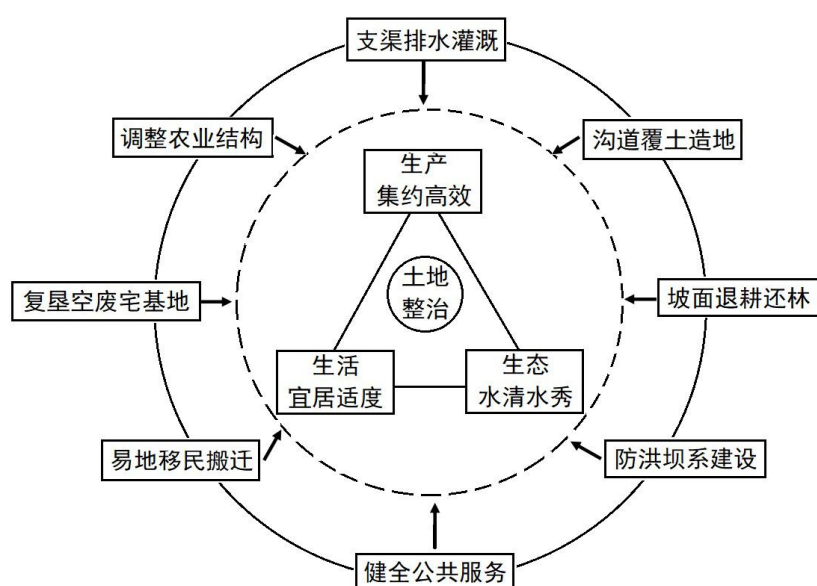 支渠排水灌溉
调整农业结构
沟道覆土造地
生产
集约高效
土地
整治
复垦空废宅基地
坡面退耕还林
生活
宜居适度
生态
水清水秀
易地移民搬迁
防洪坝系建设
健全公共服务